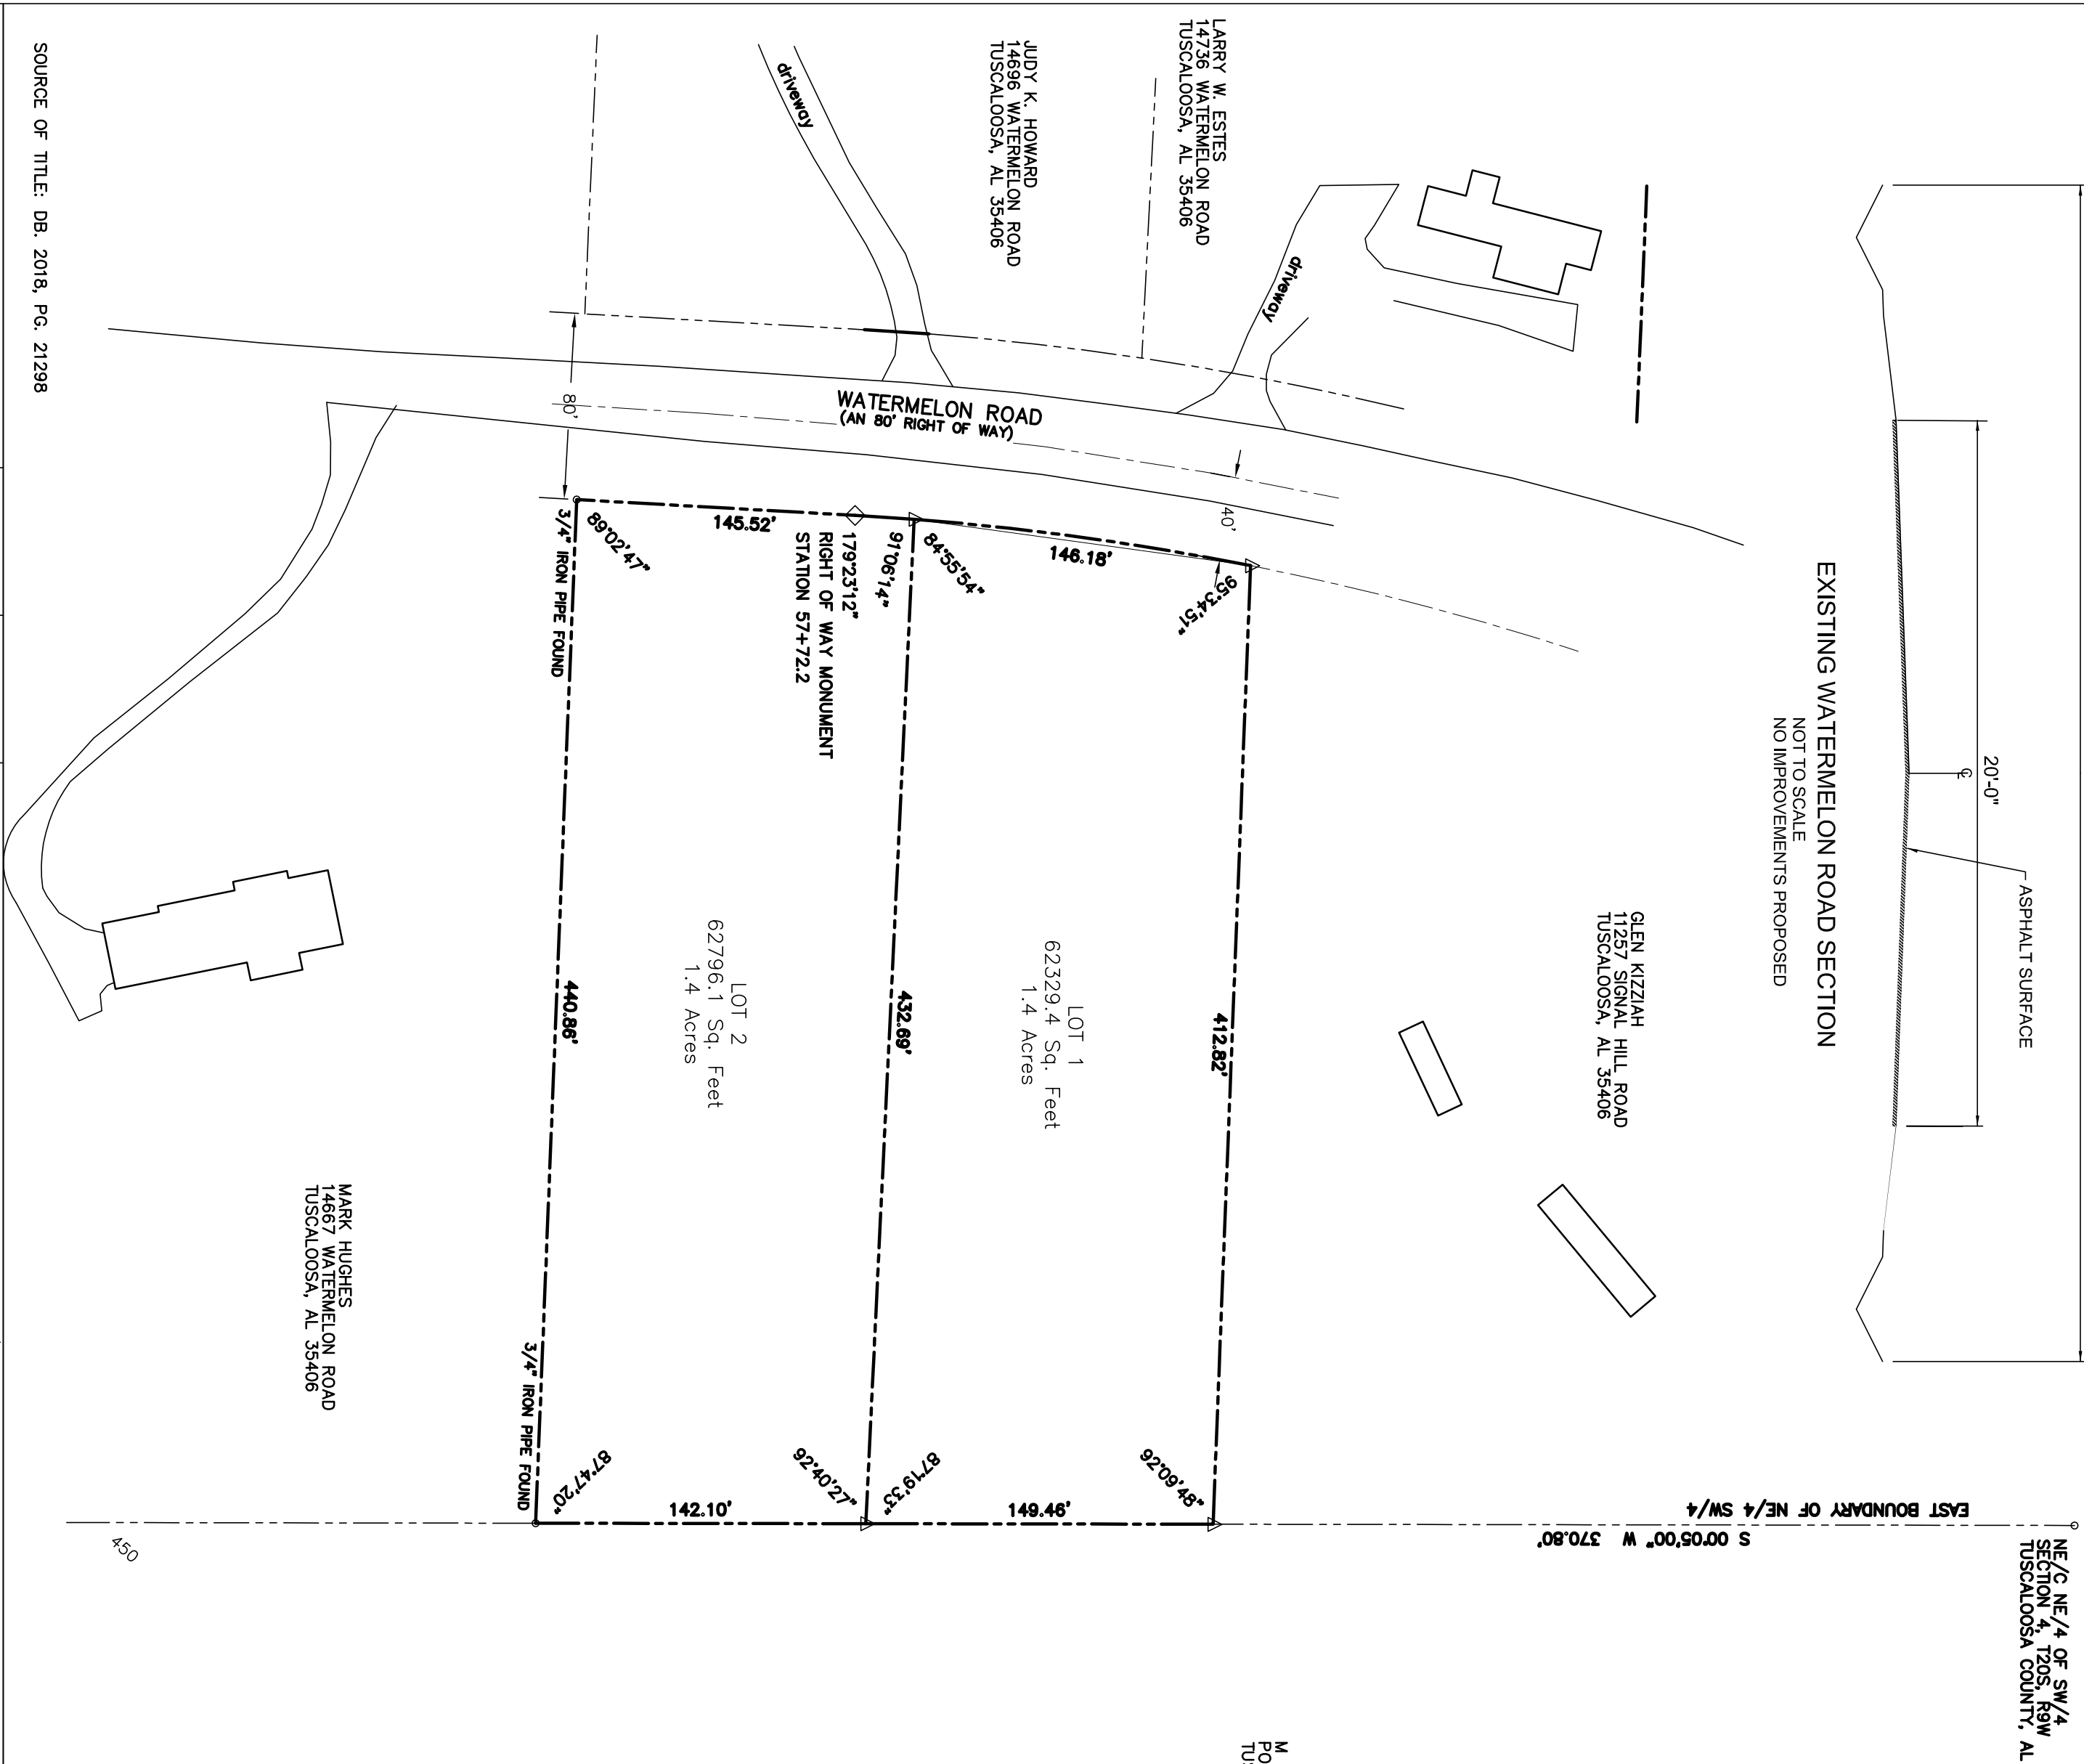 NE/C NE/4 OF SW/4
SECTION 4, T20S, R9W
TUSCALOOSA COUNTY, AL
EAST BOUNDARY OF NE/4 SW/4
S 00°05'00" W 370.80'
ASPHALT SURFACE
20'-0"
EXISTING WATERMELON ROAD SECTION
NOT TO SCALE
NO IMPROVEMENTS PROPOSED
GLEN KIZZIAH
11257 SIGNAL HILL ROAD
TUSCALOOSA, AL 35406
LARRY W. ESTES
14736 WATERMELON ROAD
TUSCALOOSA, AL 35406
driveway
JUDY K. HOWARD
14696 WATERMELON ROAD
TUSCALOOSA, AL 35406
driveway
WATERMELON ROAD
(AN 80' RIGHT OF WAY)
80'
40'
95°34'51"
412.82'
92°09'48"
146.18'
149.46'
LOT 1
62329.4 Sq. Feet
1.4 Acres
84°55'54"
87°19'33"
91°06'14"
432.69'
92°40'27"
179°23'12"
RIGHT OF WAY MONUMENT
STATION 57+72.2
145.52'
142.10'
LOT 2
62796.1 Sq. Feet
1.4 Acres
89°02'47"
87°47'20"
3/4" IRON PIPE FOUND
440.86'
3/4" IRON PIPE FOUND
MARK HUGHES
14667 WATERMELON ROAD
TUSCALOOSA, AL 35406
450
SOURCE OF TITLE: DB. 2018, PG. 21298
M
PO